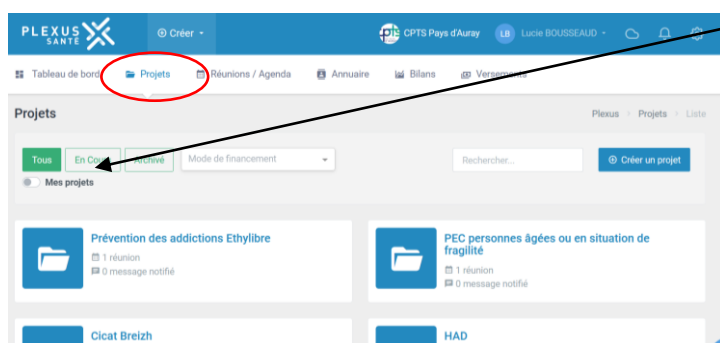 PLEXUS SANTÉ
Créer
CPTS Pays d'Auray
LB Lucie BOUSSEAUD
Tableau de bord
Projets
Réunions / Agenda
Annuaire
Bilans
Versements
Projets
Plexus > Projets > Liste
Tous
En Cours
Archivé
Mode de financement
Rechercher...
Créer un projet
Mes projets
Prévention des addictions Ethylibre
1 réunion
0 message notifié
PEC personnes âgées ou en situation de
fragilité
1 réunion
0 message notifié
Cicat Breizh
HAD